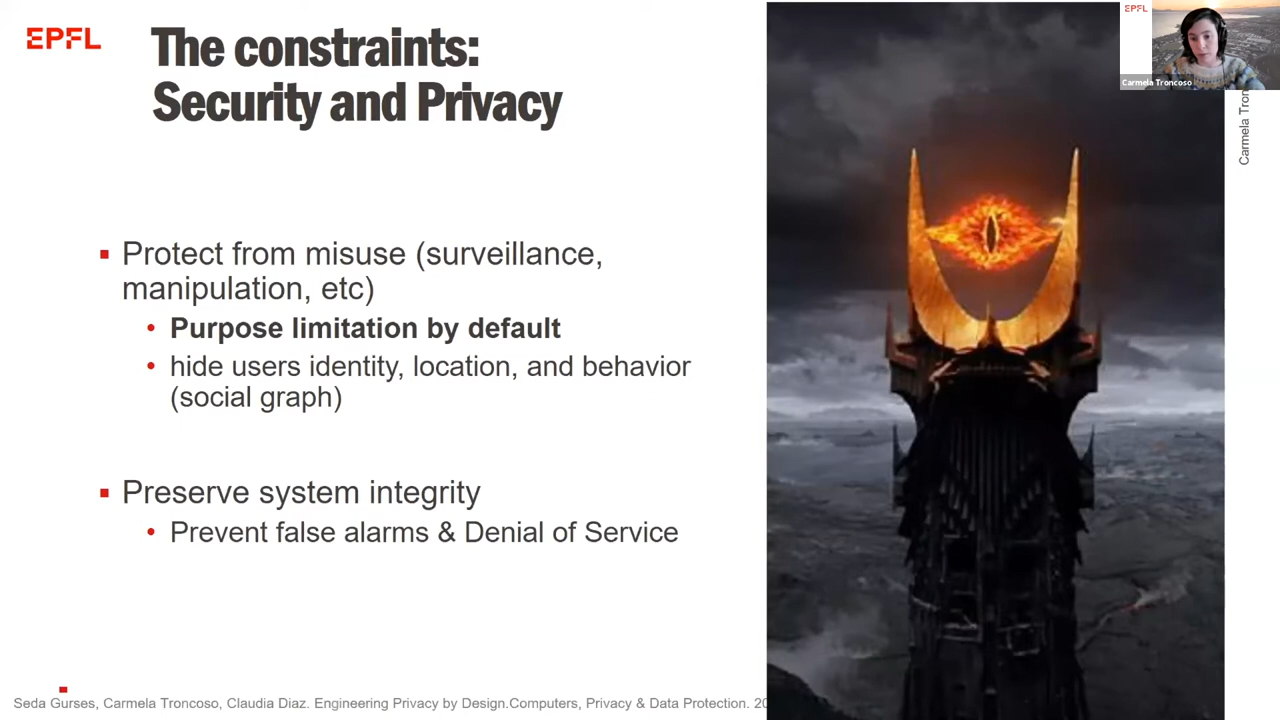 EPFL
The constraints:
Security and Privacy
Protect from misuse (surveillance,
manipulation, etc)
Purpose limitation by default
hide users identity, location, and behavior
(social graph)
Preserve system integrity
Prevent false alarms & Denial of Service
Seda Gurses, Carmela Troncoso, Claudia Diaz. Engineering Privacy by Design.Computers, Privacy & Data Protection. 20
EPFL
Carmela Troncoso
Carmela Tron